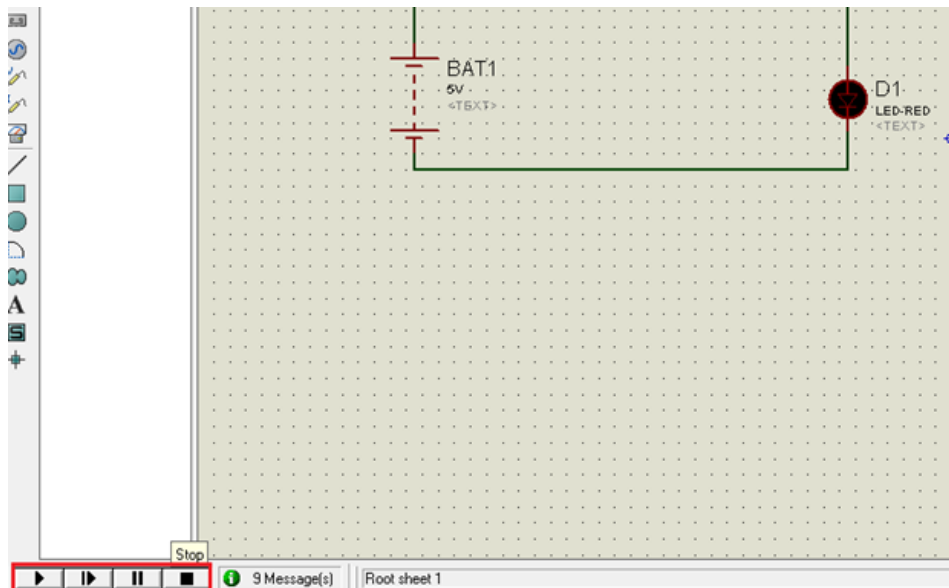 BAT1
5V
<TEXT>
D1
LED-RED
<TEXT>
A
S
Stop
9 Message(s)
Root sheet 1